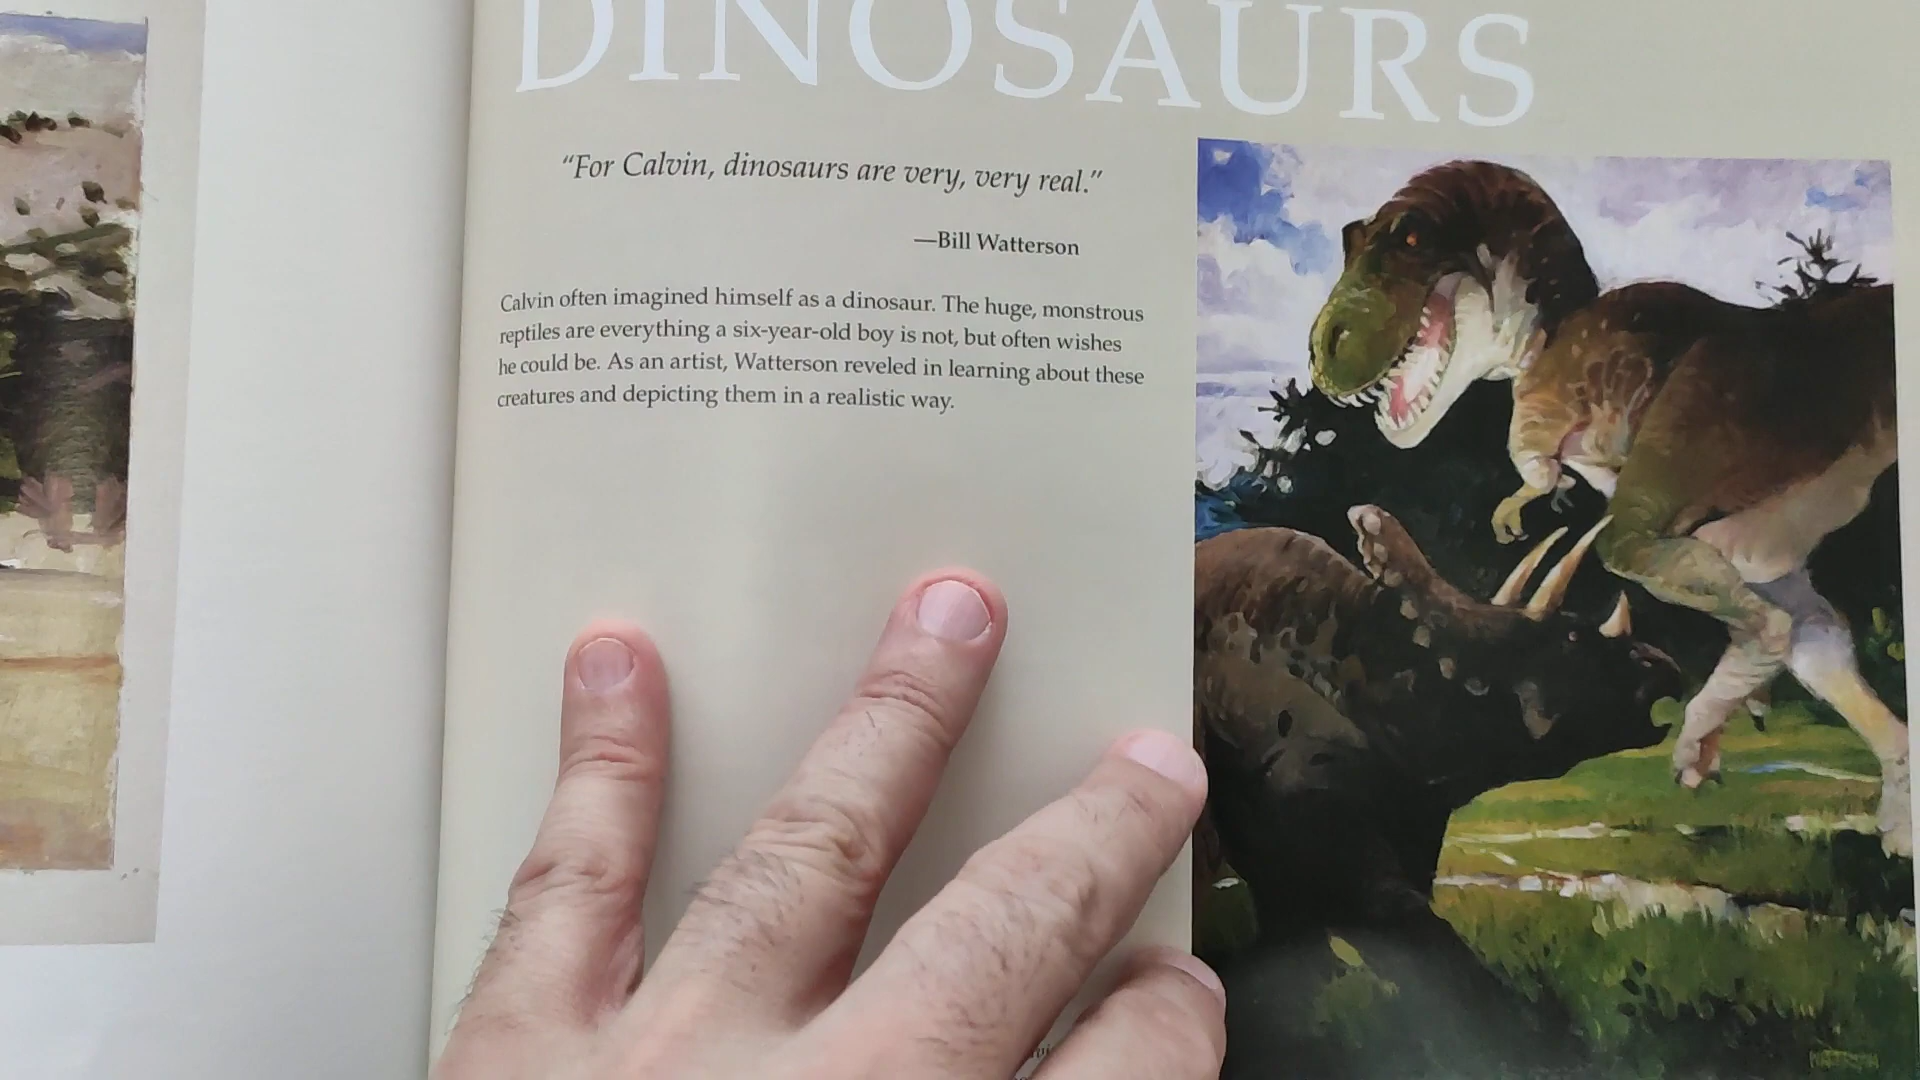 DINOSAURS
“For Calvin, dinosaurs are very, very real.”
—Bill Watterson
Calvin often imagined himself as a dinosaur. The huge, monstrous
reptiles are everything a six-year-old boy is not, but often wishes
he could be. As an artist, Watterson reveled in learning about these
creatures and depicting them in a realistic way.